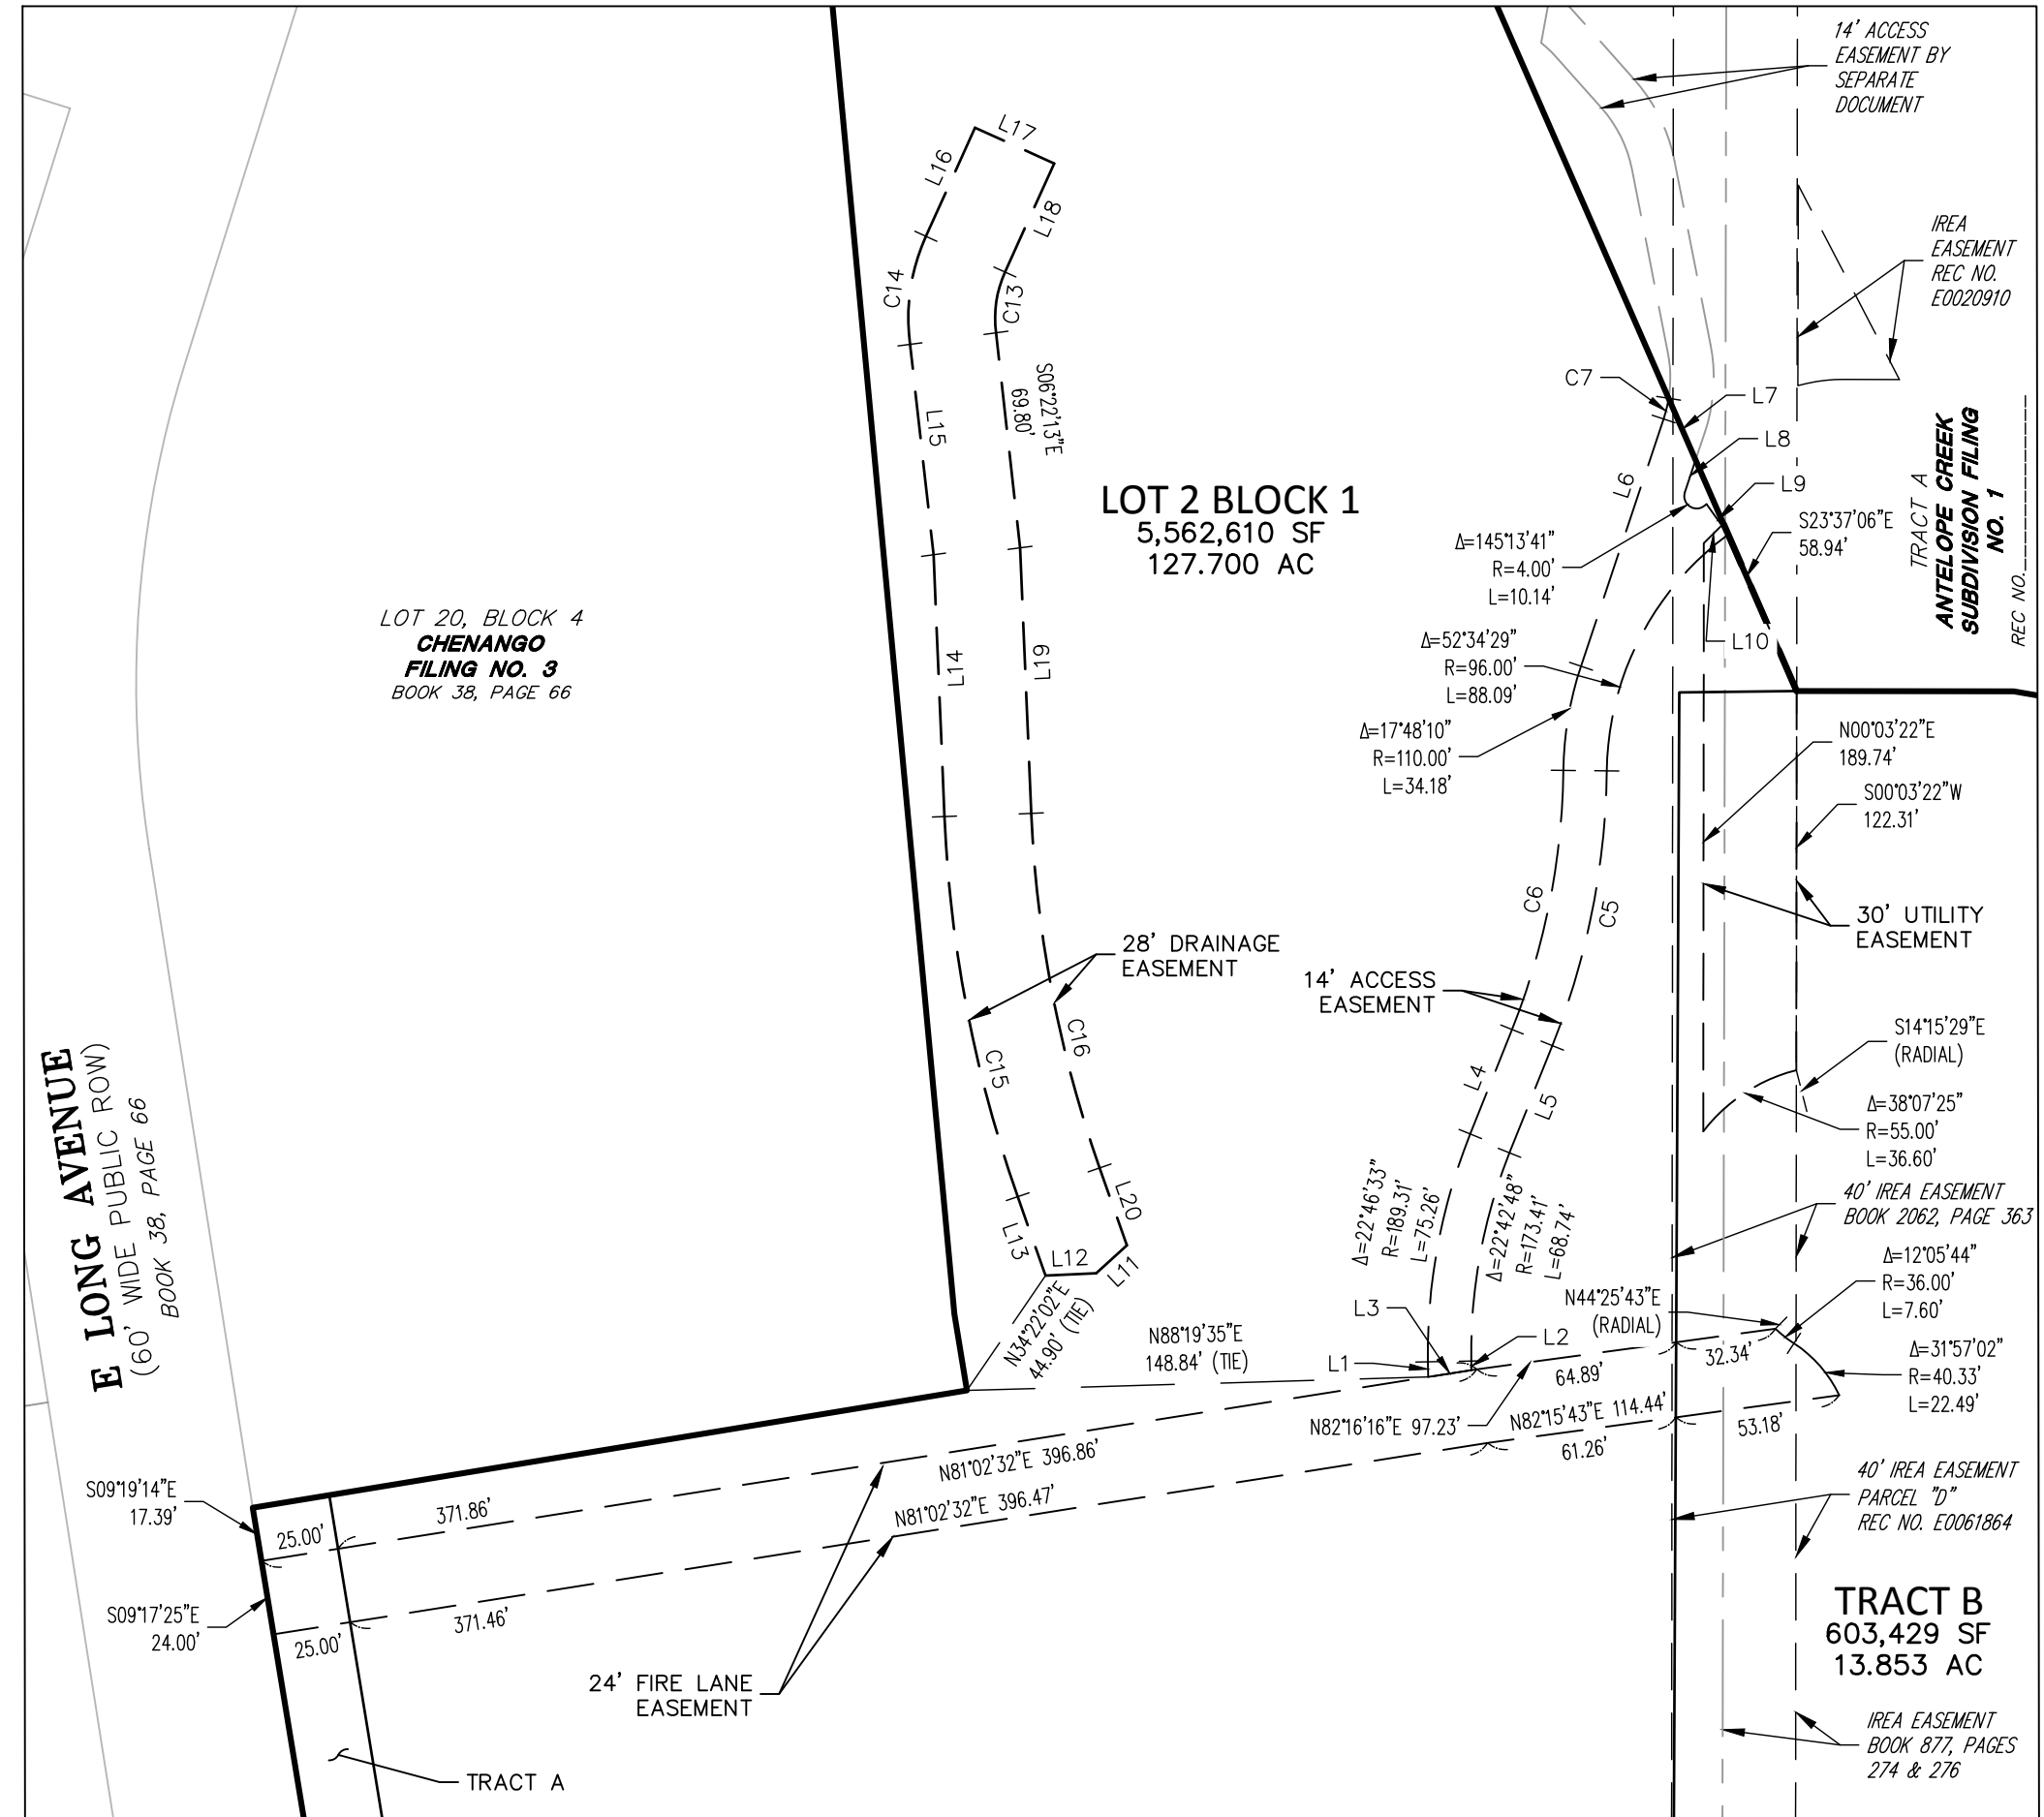 14' ACCESS
EASEMENT BY
SEPARATE
DOCUMENT
L17
L16
L18
IREA
EASEMENT
REC NO.
E0020910
C14
C13
S06°22'13"E
69.80'
L15
C7
L7
L8
L9
L6
S23°37'06"E
58.94'
TRACT A
ANTELOPE CREEK
SUBDIVISION FILING
NO. 1
REC NO.____________
LOT 2 BLOCK 1
5,562,610 SF
127.700 AC
Δ=145°13'41"
R=4.00'
L=10.14'
LOT 20, BLOCK 4
CHENANGO
FILING NO. 3
BOOK 38, PAGE 66
L14
L19
Δ=52°34'29"
R=96.00'
L=88.09'
L10
Δ=17°48'10"
R=110.00'
L=34.18'
N00°03'22"E
189.74'
S00°03'22"W
122.31'
C6
C5
30' UTILITY
EASEMENT
28' DRAINAGE
EASEMENT
14' ACCESS
EASEMENT
S14°15'29"E
(RADIAL)
C15
C16
L4
L5
Δ=38°07'25"
R=55.00'
L=36.60'
E LONG AVENUE
(60' WIDE PUBLIC ROW)
BOOK 38, PAGE 66
40' IREA EASEMENT
BOOK 2062, PAGE 363
L13
L20
L12
L11
Δ=22°46'33"
R=189.31'
L=75.26'
Δ=22°42'48"
R=173.41'
L=68.74'
Δ=12°05'44"
R=36.00'
L=7.60'
N44°25'43"E
(RADIAL)
N34°22'02"E
44.90' (TIE)
N88°19'35"E
148.84' (TIE)
L3
L1
L2
64.89'
32.34'
Δ=31°57'02"
R=40.33'
L=22.49'
N82°16'16"E 97.23'
N82°15'43"E 114.44'
61.26'
53.18'
N81°02'32"E 396.86'
N81°02'32"E 396.47'
S09°19'14"E
17.39'
25.00'
371.86'
40' IREA EASEMENT
PARCEL "D"
REC NO. E0061864
S09°17'25"E
24.00'
25.00'
371.46'
TRACT B
603,429 SF
13.853 AC
24' FIRE LANE
EASEMENT
IREA EASEMENT
BOOK 877, PAGES
274 & 276
TRACT A